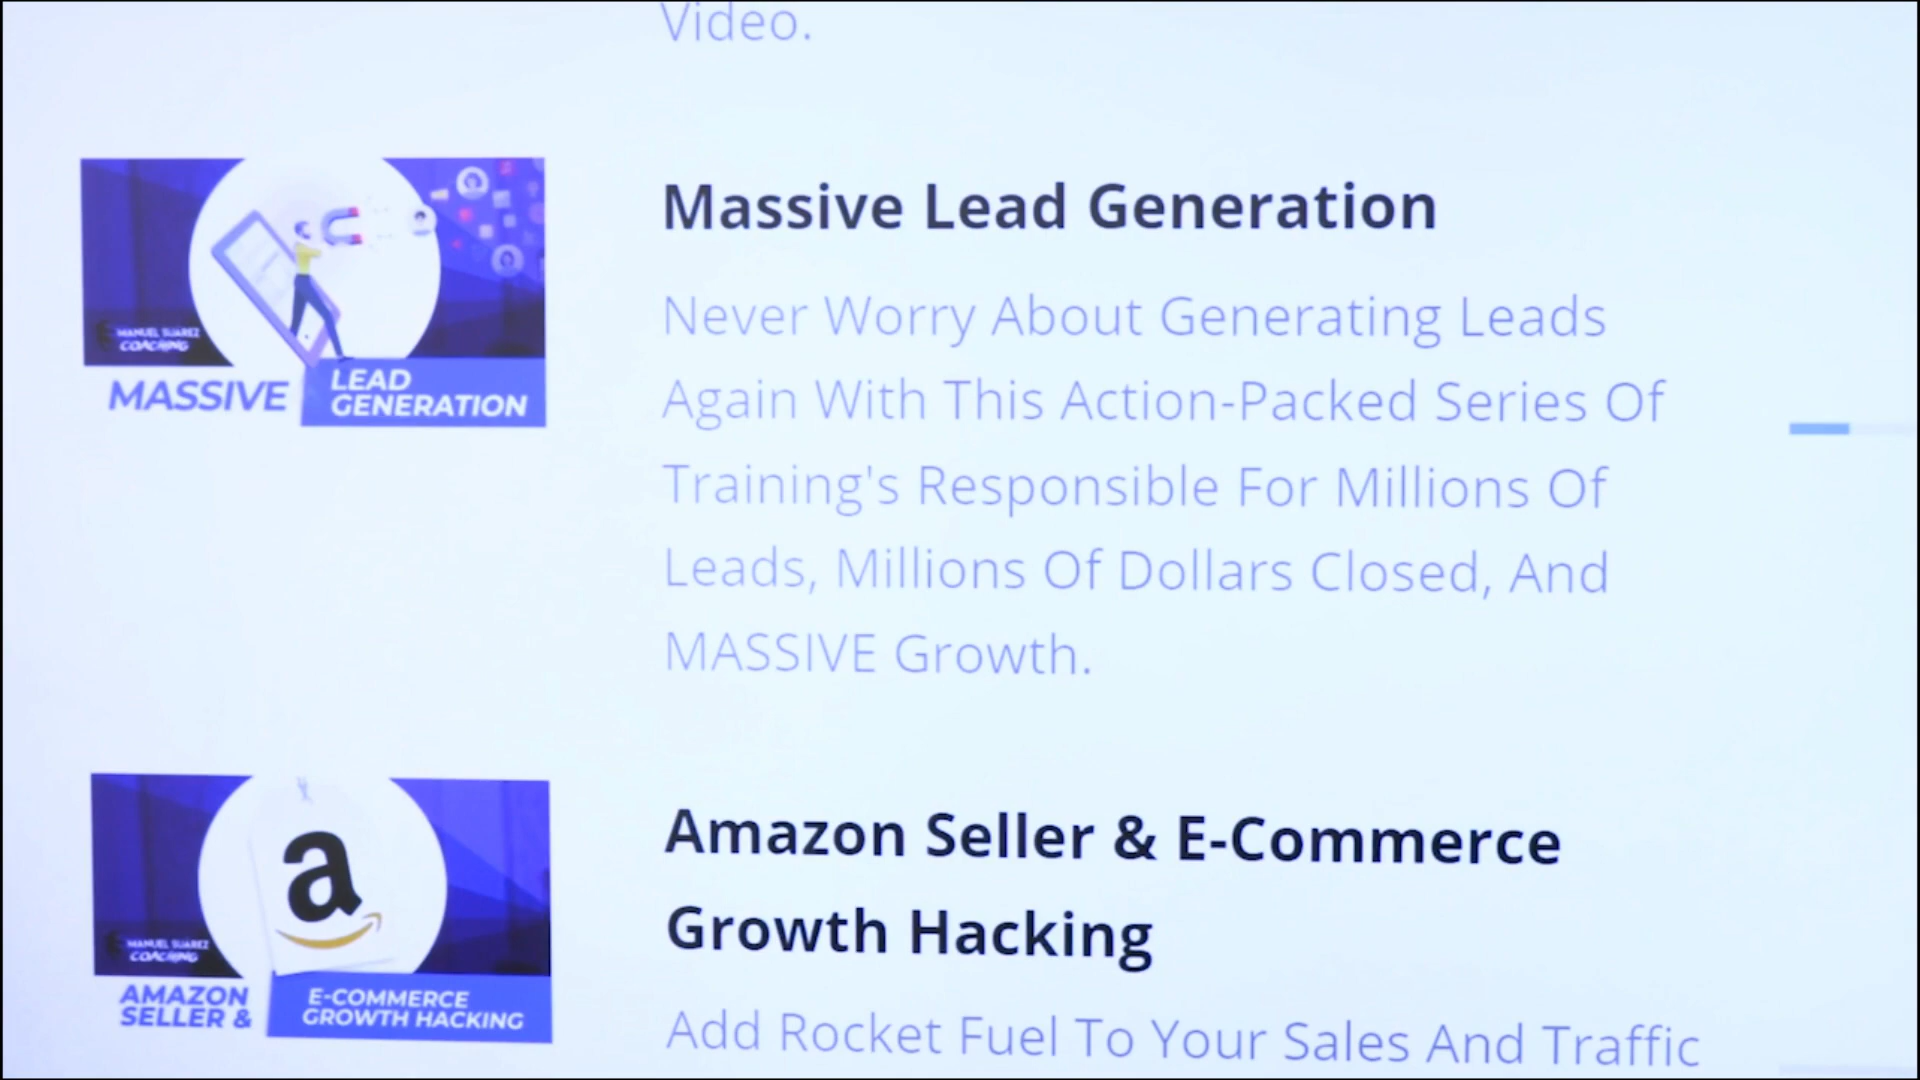 Video.
MANUEL SUAREZ
COACHING
MASSIVE
LEAD
GENERATION
Massive Lead Generation
Never Worry About Generating Leads
Again With This Action-Packed Series Of
Training's Responsible For Millions Of
Leads, Millions Of Dollars Closed, And
MASSIVE Growth.
a
MANUEL SUAREZ
COACHING
AMAZON
SELLER &
E-COMMERCE
GROWTH HACKING
Amazon Seller & E-Commerce
Growth Hacking
Add Rocket Fuel To Your Sales And Traffic